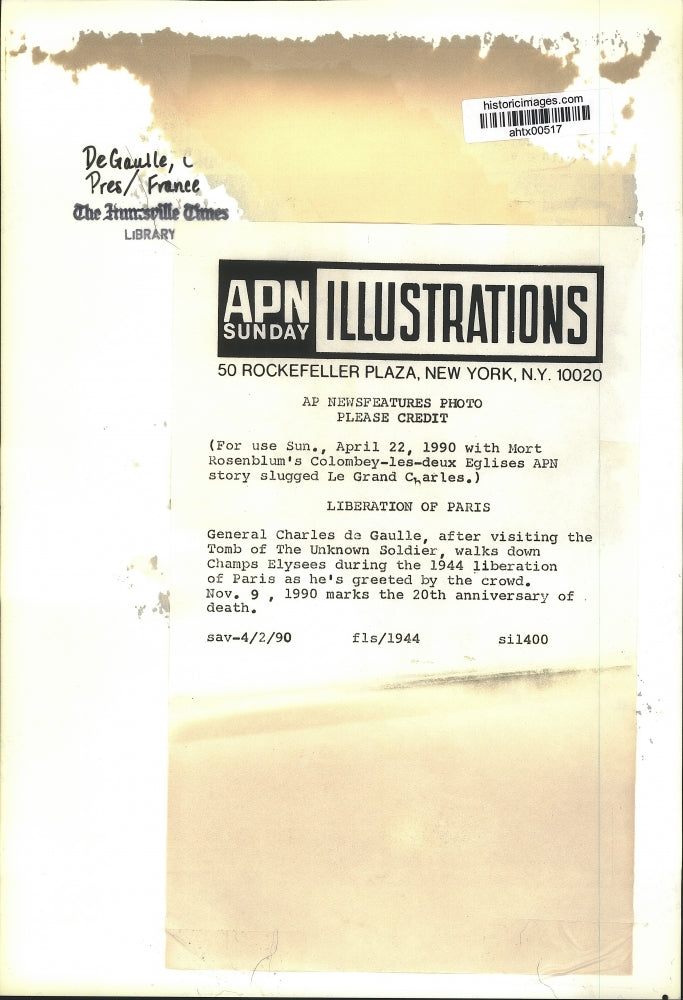 historicimages.com
ahtx00517
DeGaulle, C
Pres/ France
The Huntsville Times
LIBRARY
APN SUNDAY ILLUSTRATIONS
50 ROCKEFELLER PLAZA, NEW YORK, N.Y. 10020
AP NEWSFEATURES PHOTO
PLEASE CREDIT
(For use Sun., April 22, 1990 with Mort
Rosenblum's Colombey-les-deux Eglises APN
story slugged Le Grand Charles.)
LIBERATION OF PARIS
General Charles de Gaulle, after visiting the
Tomb of The Unknown Soldier, walks down
Champs Elysees during the 1944 liberation
of Paris as he's greeted by the crowd.
Nov. 9 , 1990 marks the 20th anniversary of .
death.
sav-4/2/90 fls/1944 sil400